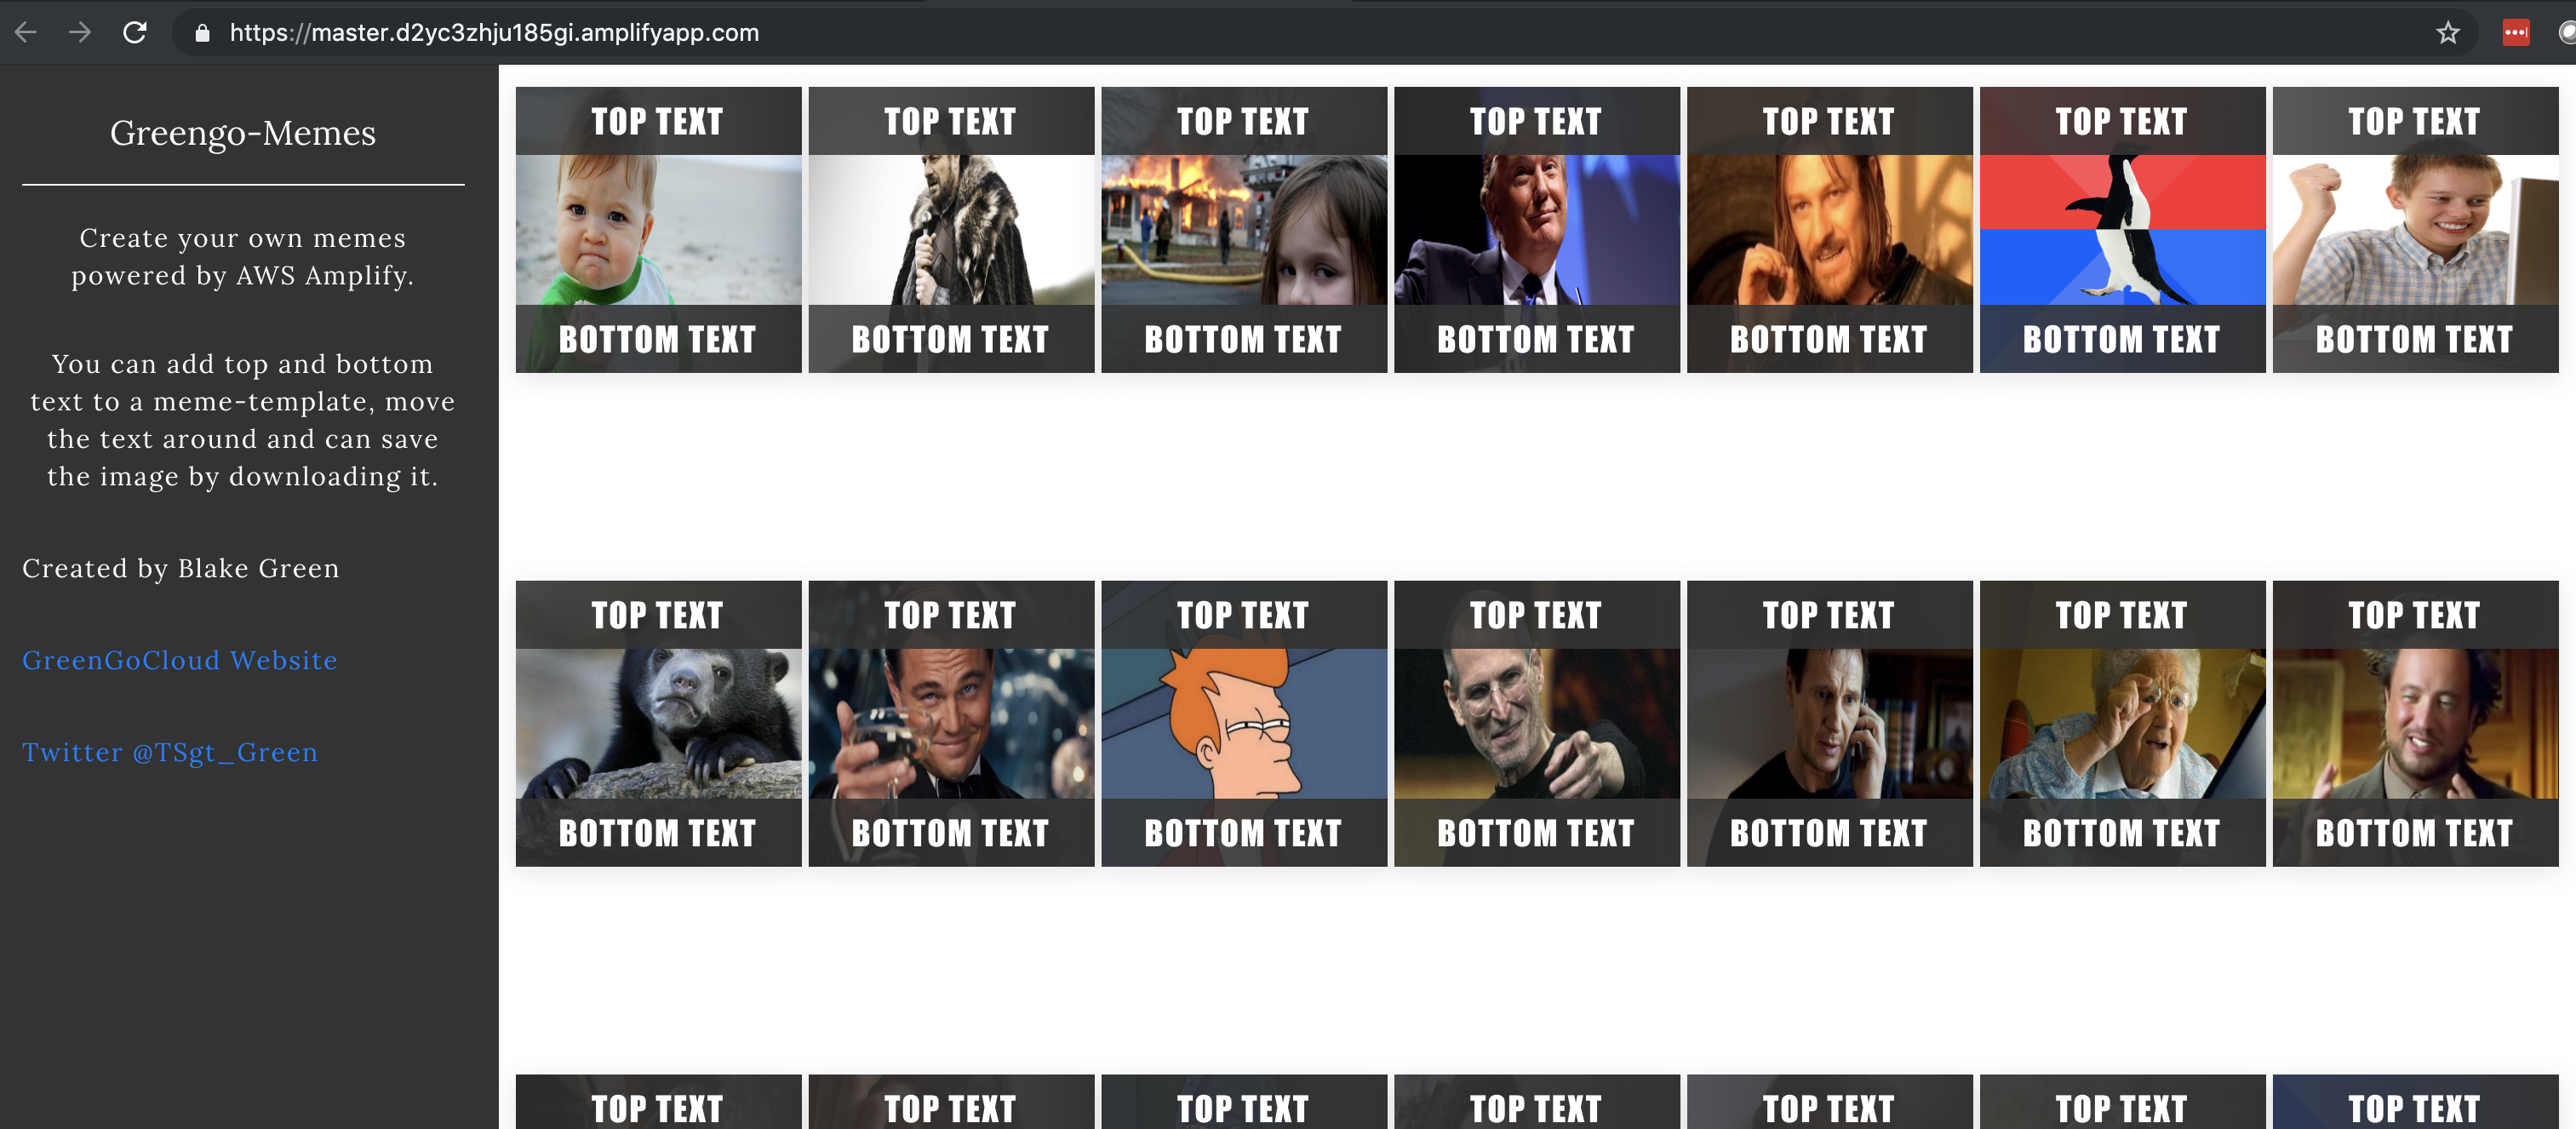 https://master.d2yc3zhju185gi.amplifyapp.com
Greengo-Memes
Create your own memes
powered by AWS Amplify.
You can add top and bottom
text to a meme-template, move
the text around and can save
the image by downloading it.
Created by Blake Green
GreenGoCloud Website
Twitter @TSgt_Green
TOP TEXT TOP TEXT TOP TEXT TOP TEXT TOP TEXT TOP TEXT TOP TEXT
BOTTOM TEXT BOTTOM TEXT BOTTOM TEXT BOTTOM TEXT BOTTOM TEXT BOTTOM TEXT BOTTOM TEXT
TOP TEXT TOP TEXT TOP TEXT TOP TEXT TOP TEXT TOP TEXT TOP TEXT
BOTTOM TEXT BOTTOM TEXT BOTTOM TEXT BOTTOM TEXT BOTTOM TEXT BOTTOM TEXT BOTTOM TEXT
TOP TEXT TOP TEXT TOP TEXT TOP TEXT TOP TEXT TOP TEXT TOP TEXT